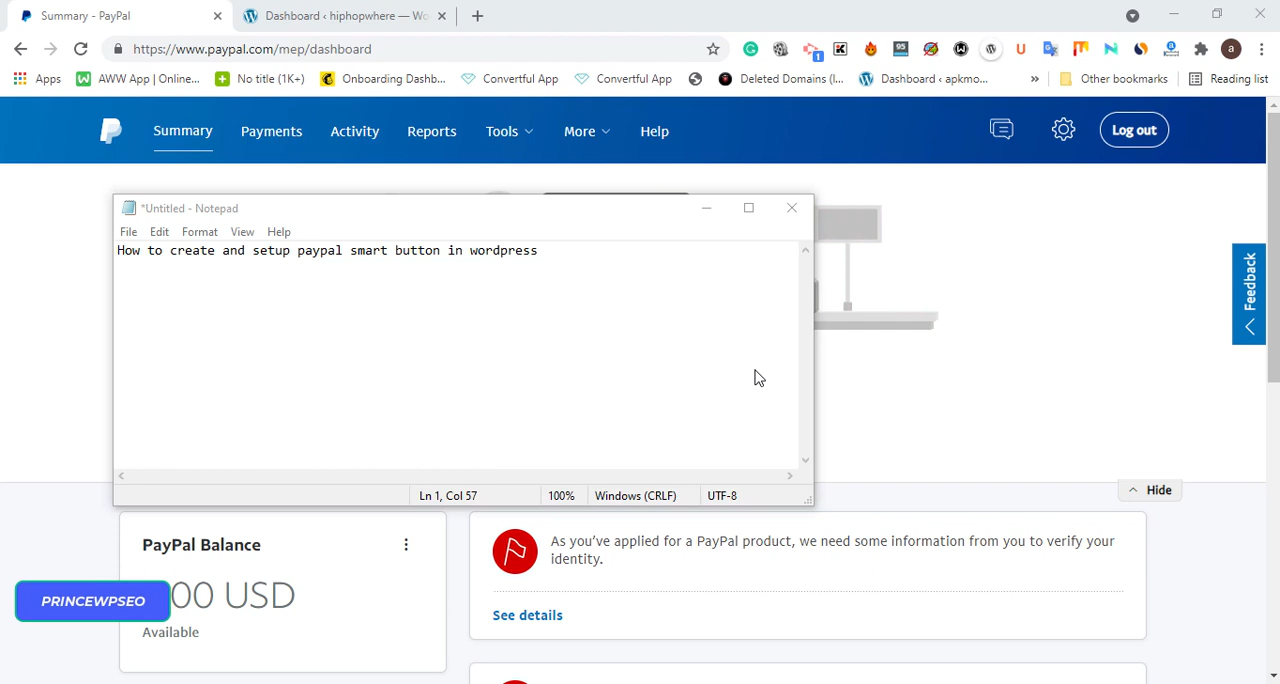 Summary - PayPal
Dashboard ‹ hiphopwhere — Wo
https://www.paypal.com/mep/dashboard
95
1
K
U
a
Apps
AWW App | Online...
No title (1K+)
Onboarding Dashb...
Convertful App
Convertful App
Deleted Domains (I...
Dashboard ‹ apkmo...
»
Other bookmarks
Reading list
Summary
Payments
Activity
Reports
Tools
More
Help
Log out
*Untitled - Notepad
File Edit Format View Help
How to create and setup paypal smart button in wordpress
Ln 1, Col 57
100%
Windows (CRLF)
UTF-8
Feedback
Hide
PayPal Balance
00 USD
Available
PRINCEWPSEO
As you've applied for a PayPal product, we need some information from you to verify your
identity.
See details